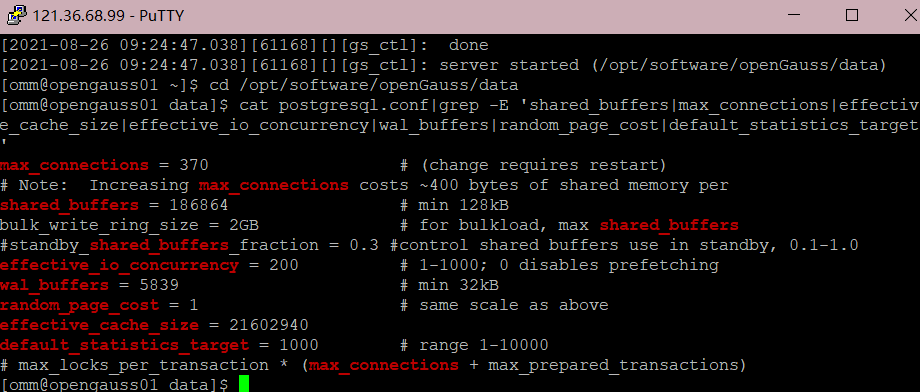 121.36.68.99 - PuTTY
[2021-08-26 09:24:47.038][61168][][gs_ctl]:  done
[2021-08-26 09:24:47.038][61168][][gs_ctl]: server started (/opt/software/openGauss/data)
[omm@opengauss01 ~]$ cd /opt/software/openGauss/data
[omm@opengauss01 data]$ cat postgresql.conf|grep -E 'shared_buffers|max_connections|effectiv
e_cache_size|effective_io_concurrency|wal_buffers|random_page_cost|default_statistics_target
'
max_connections = 370                   # (change requires restart)
# Note:  Increasing max_connections costs ~400 bytes of shared memory per
shared_buffers = 186864                 # min 128kB
bulk_write_ring_size = 2GB              # for bulkload, max shared_buffers
#standby_shared_buffers_fraction = 0.3 #control shared buffers use in standby, 0.1-1.0
effective_io_concurrency = 200          # 1-1000; 0 disables prefetching
wal_buffers = 5839                      # min 32kB
random_page_cost = 1                    # same scale as above
effective_cache_size = 21602940
default_statistics_target = 1000        # range 1-10000
# max_locks_per_transaction * (max_connections + max_prepared_transactions)
[omm@opengauss01 data]$